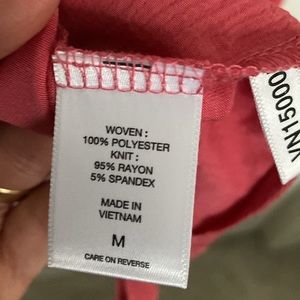 WOVEN :
100% POLYESTER
KNIT :
95% RAYON
5% SPANDEX
MADE IN
VIETNAM
M
CARE ON REVERSE
VN15000